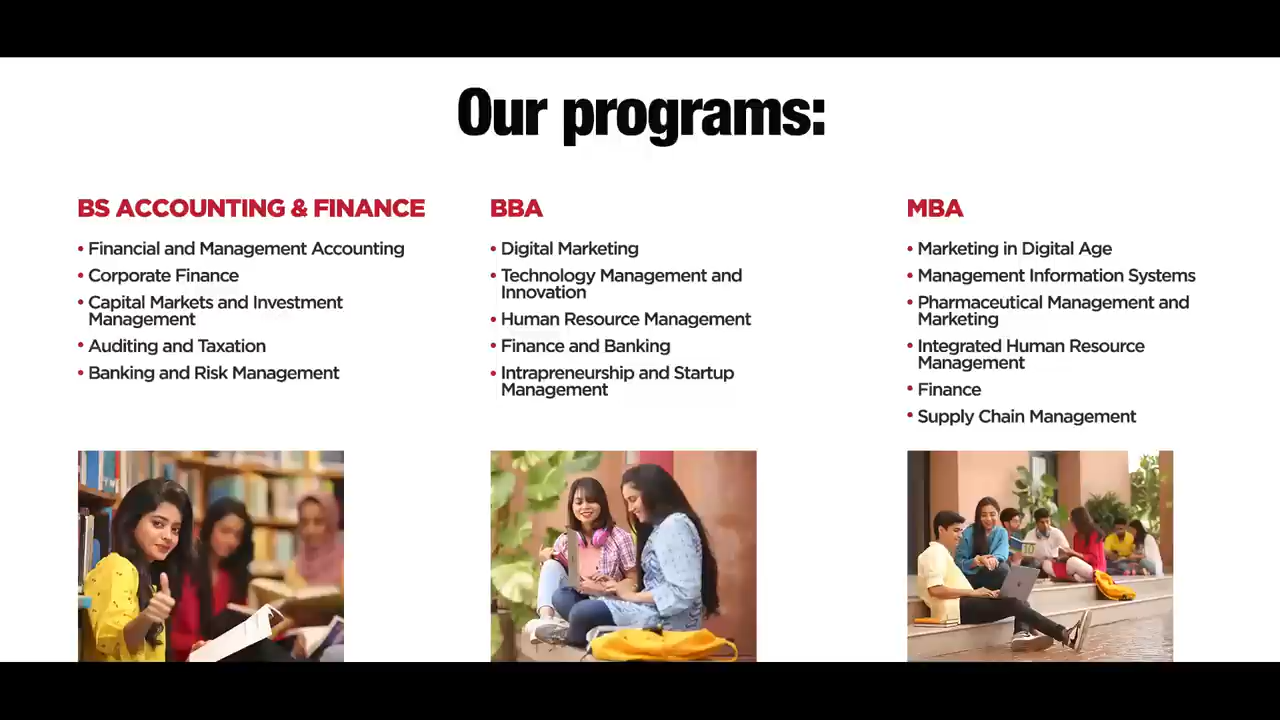 Our programs:
BS ACCOUNTING & FINANCE
• Financial and Management Accounting
• Corporate Finance
• Capital Markets and Investment
Management
• Auditing and Taxation
• Banking and Risk Management
BBA
• Digital Marketing
• Technology Management and
Innovation
• Human Resource Management
• Finance and Banking
• Intrapreneurship and Startup
Management
MBA
• Marketing in Digital Age
• Management Information Systems
• Pharmaceutical Management and
Marketing
• Integrated Human Resource
Management
• Finance
• Supply Chain Management